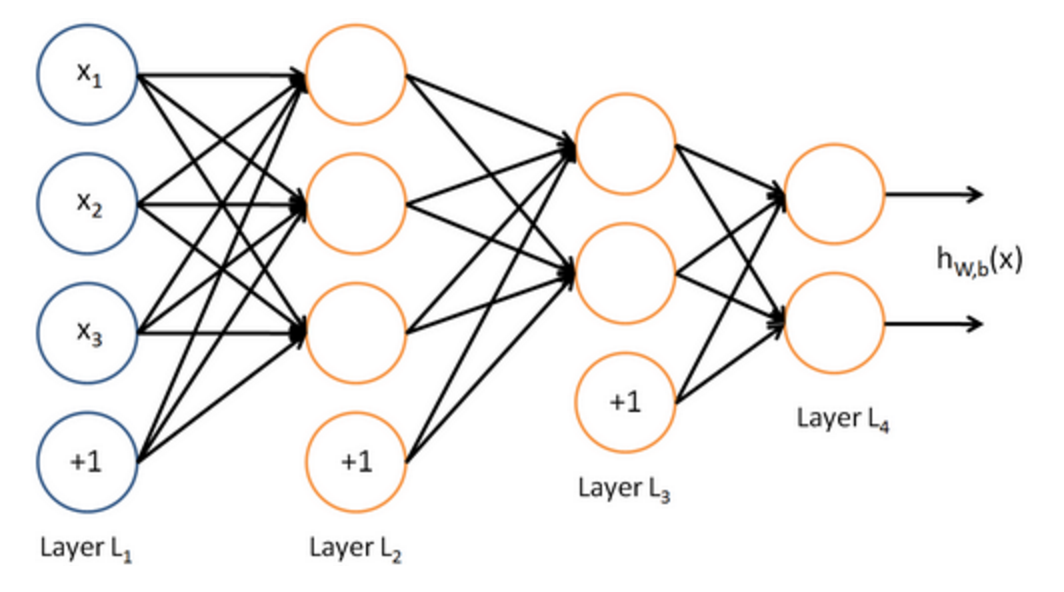 x1
x2
x3
+1
Layer L1
+1
Layer L2
+1
Layer L3
Layer L4
hW,b(x)